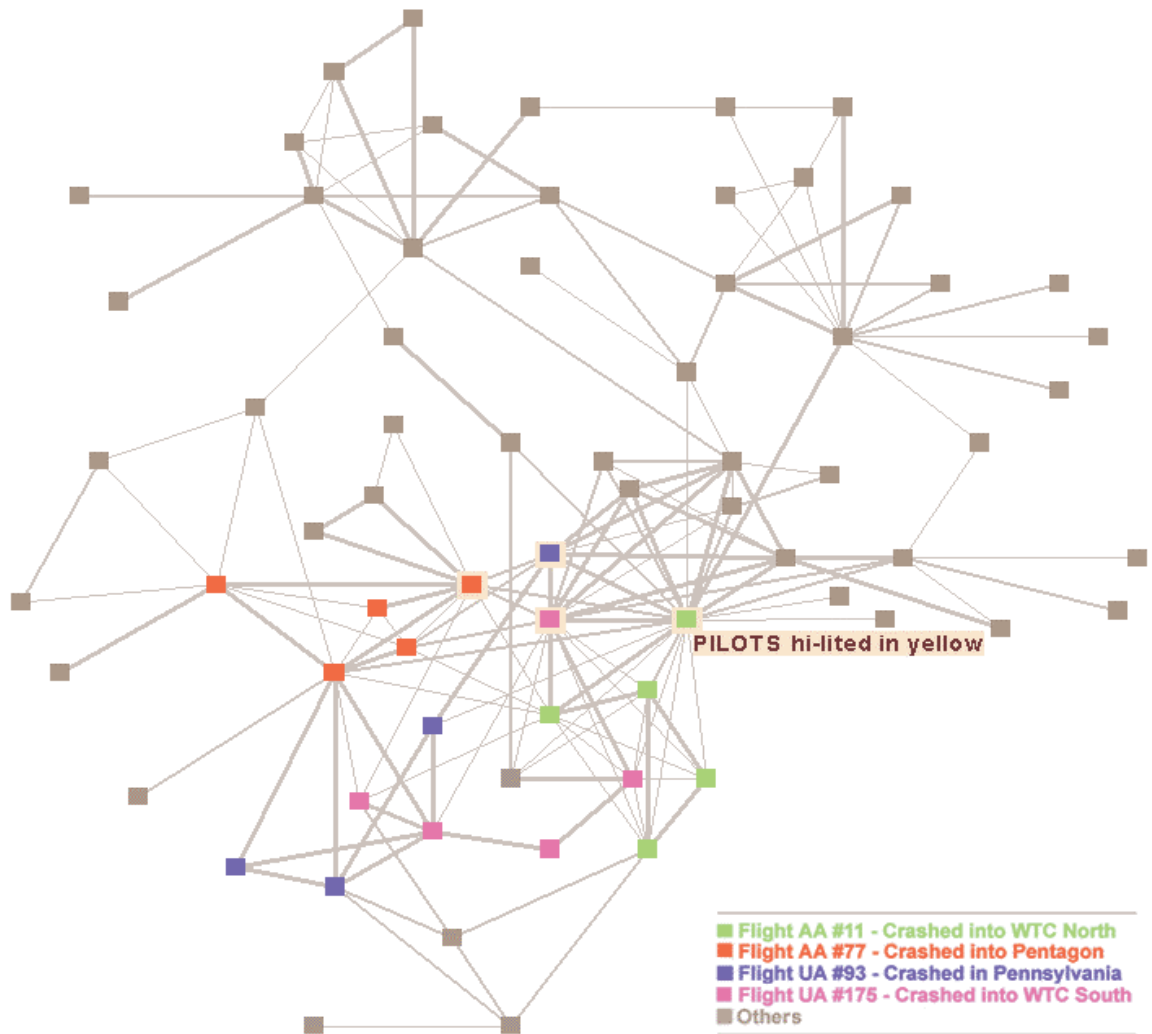 PILOTS hi-lited in yellow
Flight AA #11 - Crashed into WTC North
Flight AA #77 - Crashed into Pentagon
Flight UA #93 - Crashed in Pennsylvania
Flight UA #175 - Crashed into WTC South
Others